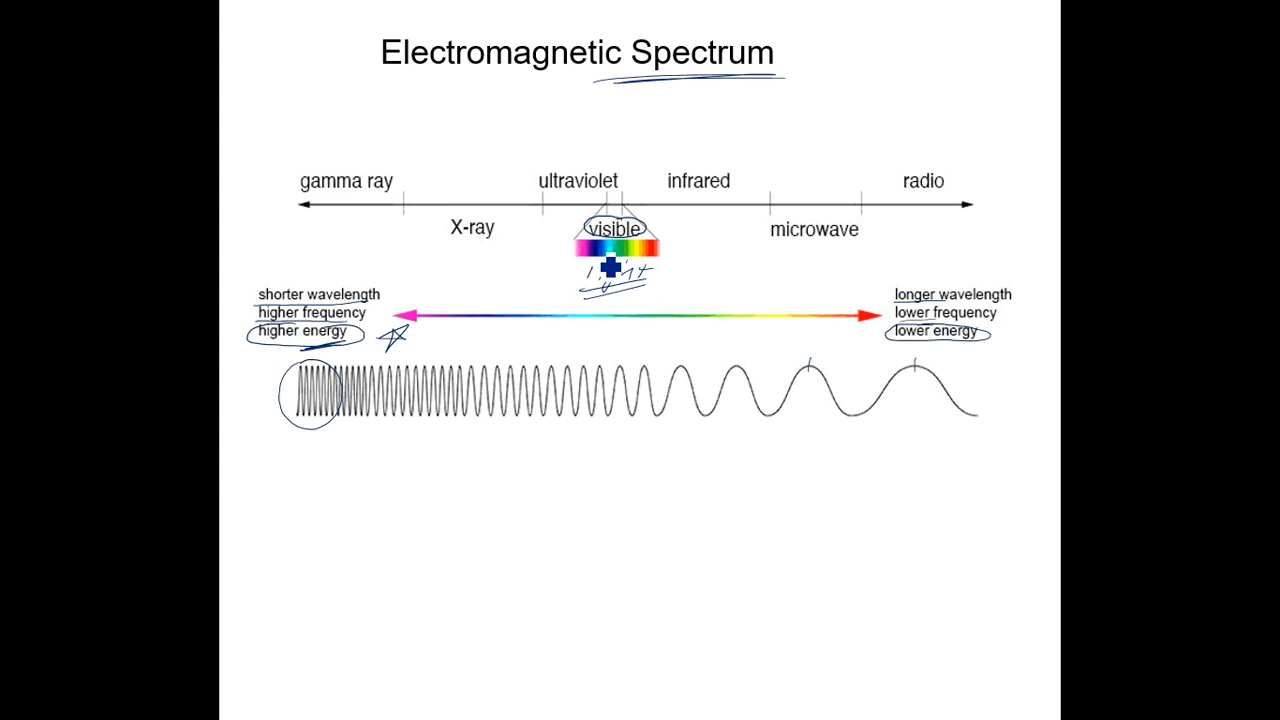 Electromagnetic Spectrum
gamma ray ultraviolet infrared radio
X-ray visible microwave
shorter wavelength longer wavelength
higher frequency lower frequency
higher energy lower energy